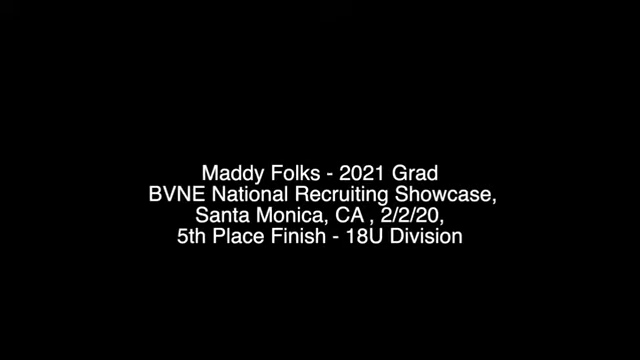 Maddy Folks - 2021 Grad
BVNE National Recruiting Showcase,
Santa Monica, CA , 2/2/20,
5th Place Finish - 18U Division